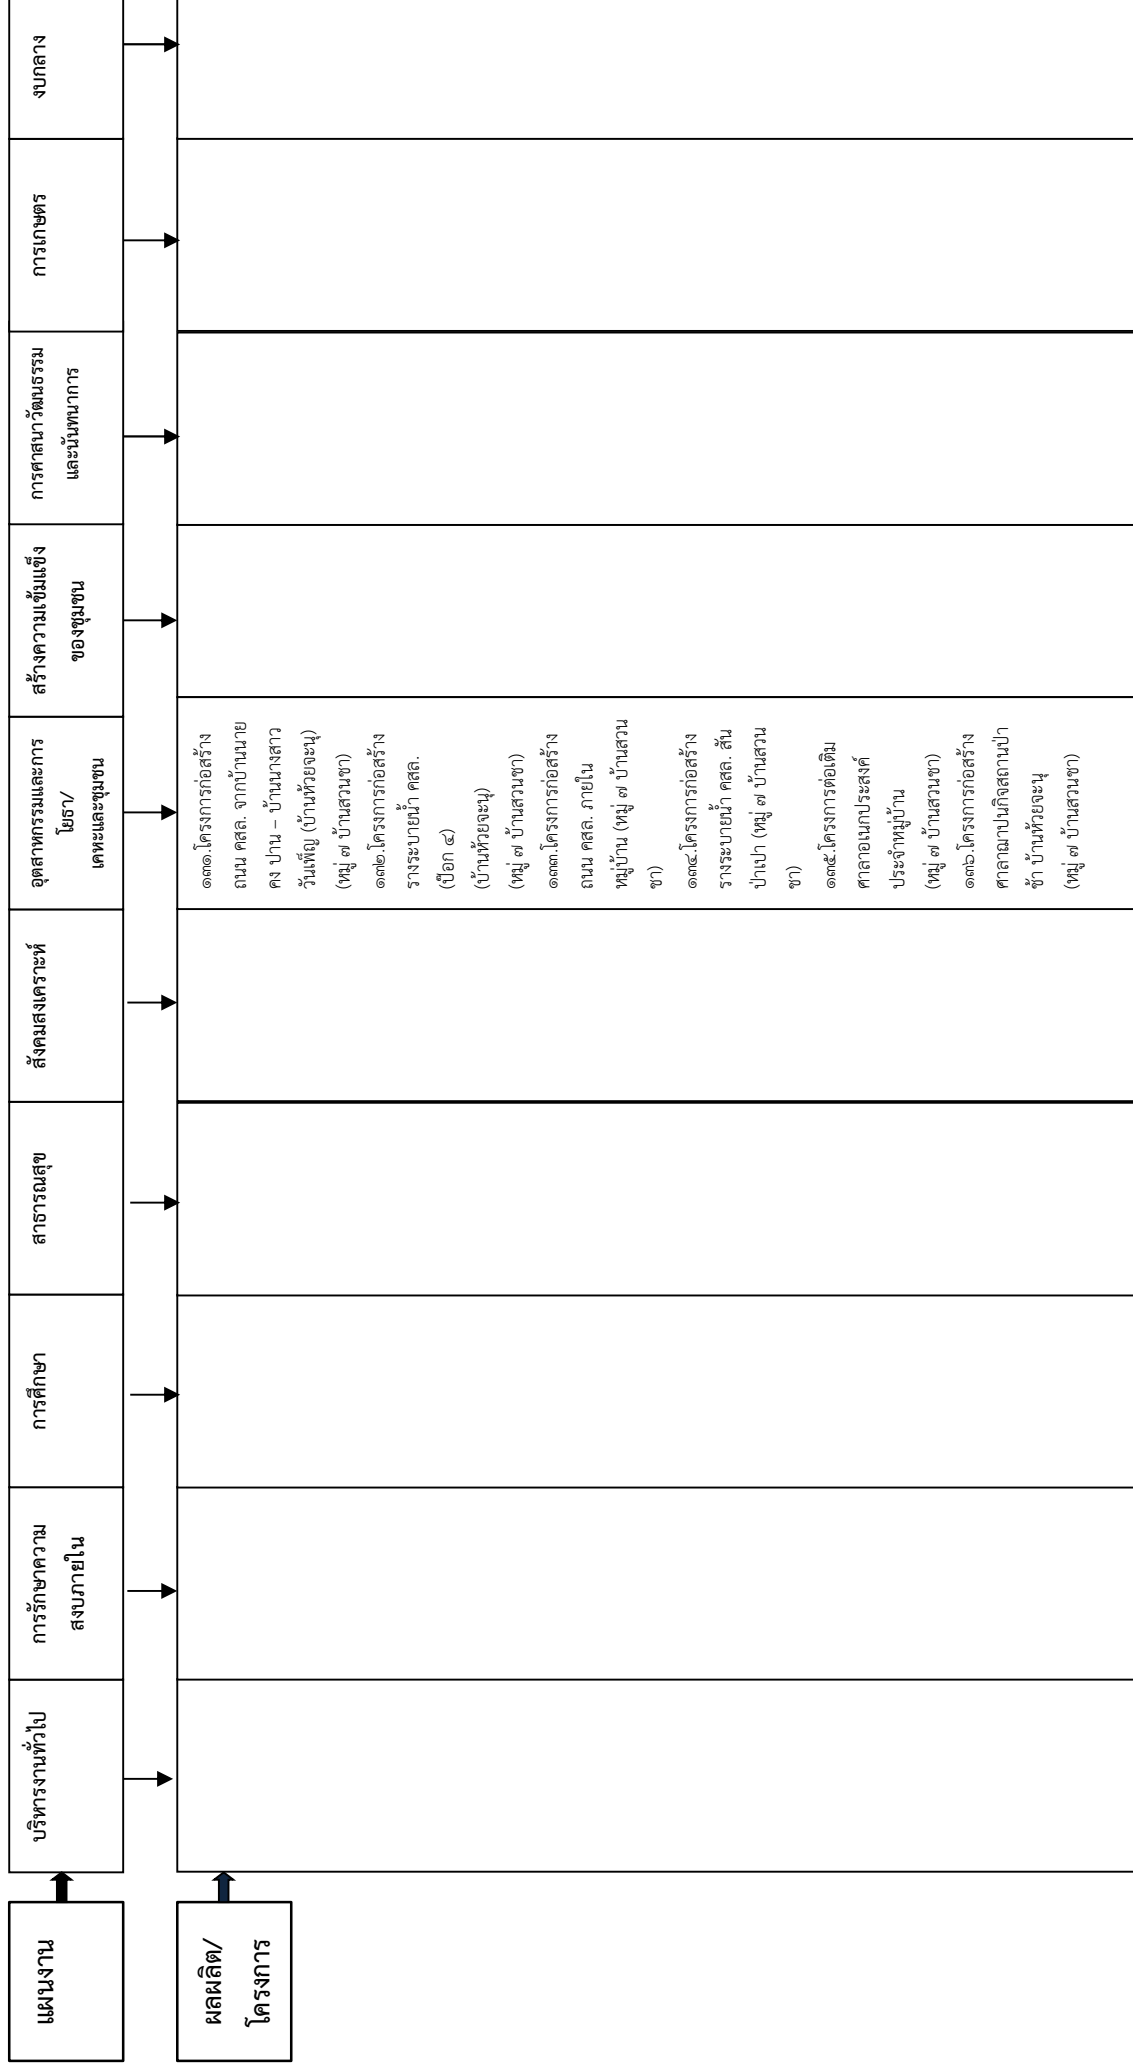 แผนงาน
บริหารงานทั่วไป
การรักษาความ
สงบภายใน
การศึกษา
สาธารณสุข
สังคมสงเคราะห์
อุตสาหกรรมและการ
โยธา/
เคหะและชุมชน
สร้างความเข้มแข็ง
ของชุมชน
การศาสนาวัฒนธรรม
และนันทนาการ
การเกษตร
งบกลาง
ผลผลิต/
โครงการ
๑๓๑.โครงการก่อสร้าง
ถนน คสล. จากบ้านนาย
คง ปาน – บ้านนางสาว
วันเพ็ญ (บ้านห้วยจะนุ)
(หมู่ ๗ บ้านสวนชา)
๑๓๒.โครงการก่อสร้าง
รางระบายน้ำ คสล.
(ป๊อก ๔)
(บ้านห้วยจะนุ)
(หมู่ ๗ บ้านสวนชา)
๑๓๓.โครงการก่อสร้าง
ถนน คสล. ภายใน
หมู่บ้าน (หมู่ ๗ บ้านสวน
ชา)
๑๓๔.โครงการก่อสร้าง
รางระบายน้ำ คสล. สัน
ป่าเปา (หมู่ ๗ บ้านสวน
ชา)
๑๓๕.โครงการต่อเติม
ศาลาอเนกประสงค์
ประจำหมู่บ้าน
(หมู่ ๗ บ้านสวนชา)
๑๓๖.โครงการก่อสร้าง
ศาลาฌาปนกิจสถานป่า
ช้า บ้านห้วยจะนุ
(หมู่ ๗ บ้านสวนชา)